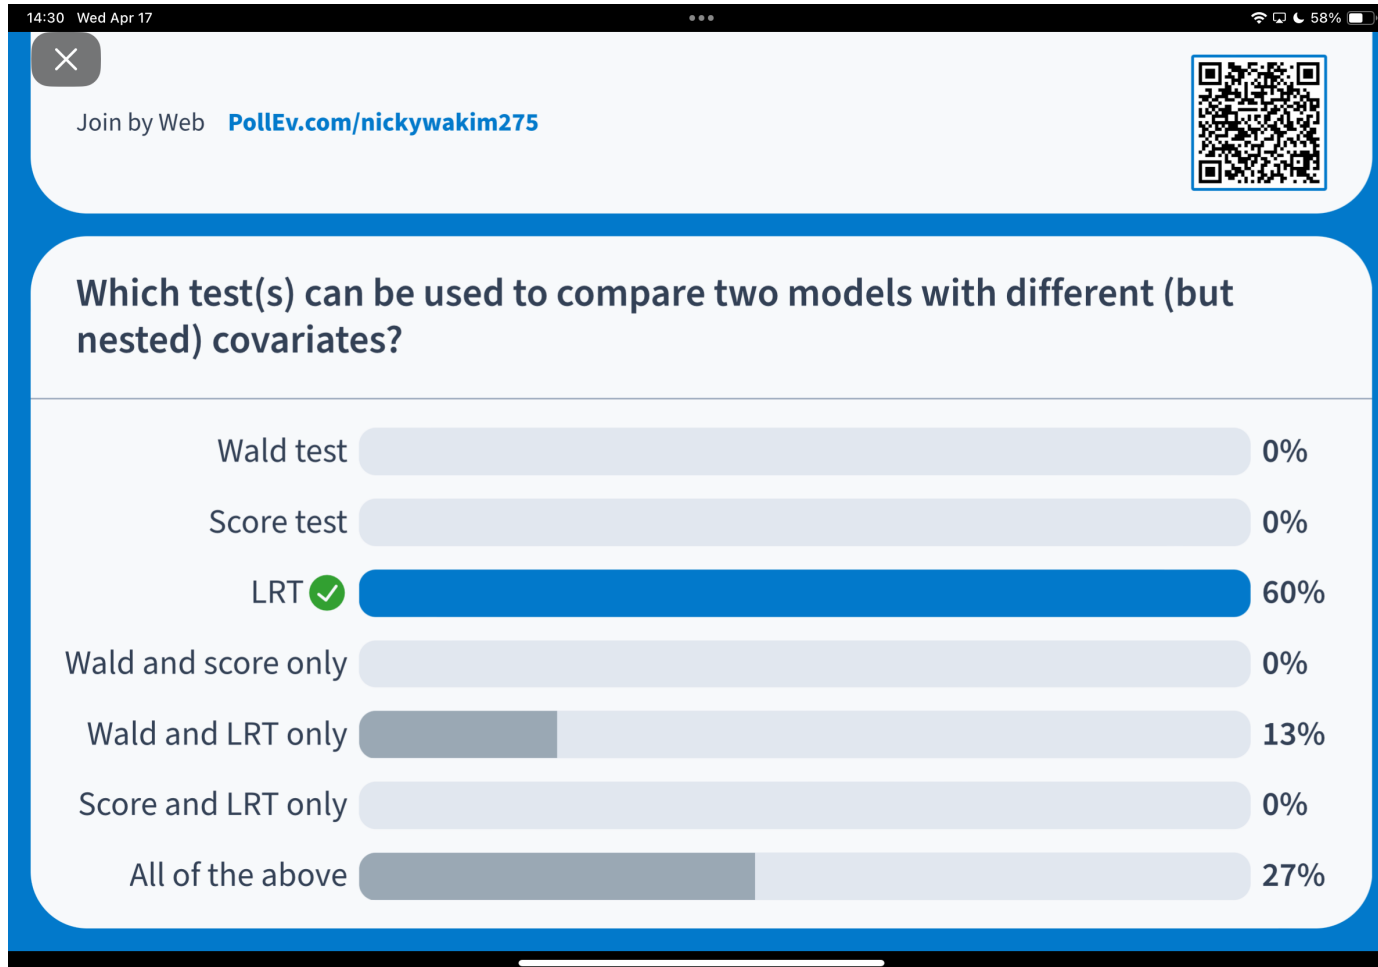 14:30 Wed Apr 17
58%
Join by Web PollEv.com/nickywakim275
Which test(s) can be used to compare two models with different (but
nested) covariates?
Wald test 0%
Score test 0%
LRT 60%
Wald and score only 0%
Wald and LRT only 13%
Score and LRT only 0%
All of the above 27%